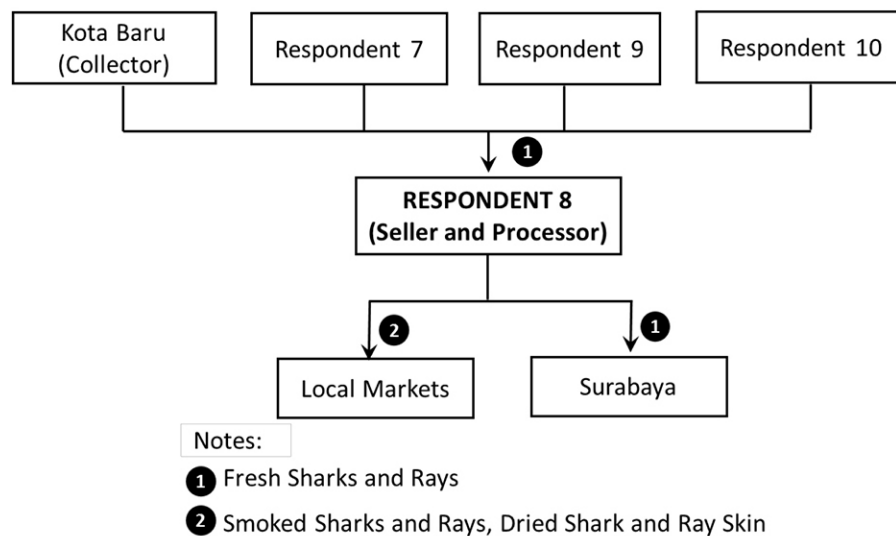 Kota Baru
(Collector)
Respondent 7
Respondent 9
Respondent 10
1
RESPONDENT 8
(Seller and Processor)
2
1
Local Markets
Surabaya
Notes:
1 Fresh Sharks and Rays
2 Smoked Sharks and Rays, Dried Shark and Ray Skin